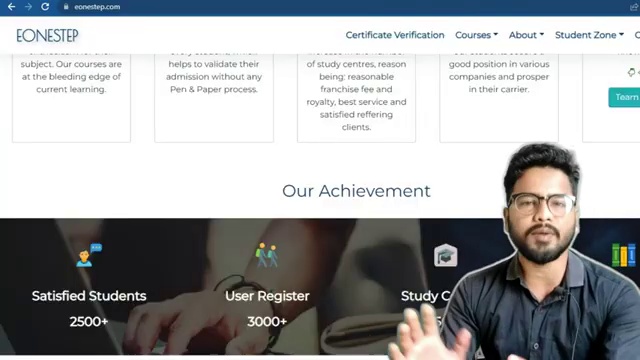 eonestep.com
EONESTEP
Certificate Verification Courses About Student Zone
subject. Our courses are
at the bleeding edge of
current learning.
helps to validate their
admission without any
Pen & Paper process.
of study centres, reason
being: reasonable
franchise fee and
royalty, best service and
satisfied reffering
clients.
good position in various
companies and prosper
in their carrier.
Team
Our Achievement
Satisfied Students
2500+
User Register
3000+
Study